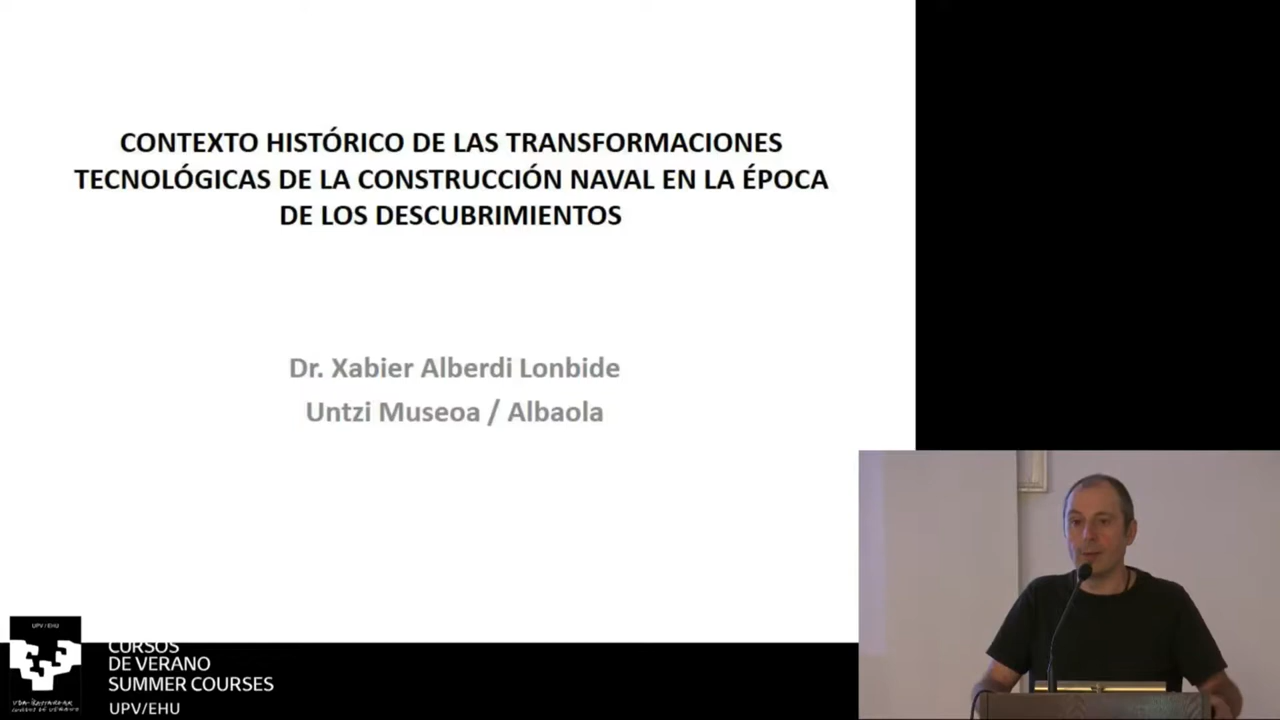 CONTEXTO HISTÓRICO DE LAS TRANSFORMACIONES
TECNOLÓGICAS DE LA CONSTRUCCIÓN NAVAL EN LA ÉPOCA
DE LOS DESCUBRIMIENTOS
Dr. Xabier Alberdi Lonbide
Untzi Museoa / Albaola
UPV / EHU
CURSOS
DE VERANO
SUMMER COURSES
UPV/EHU